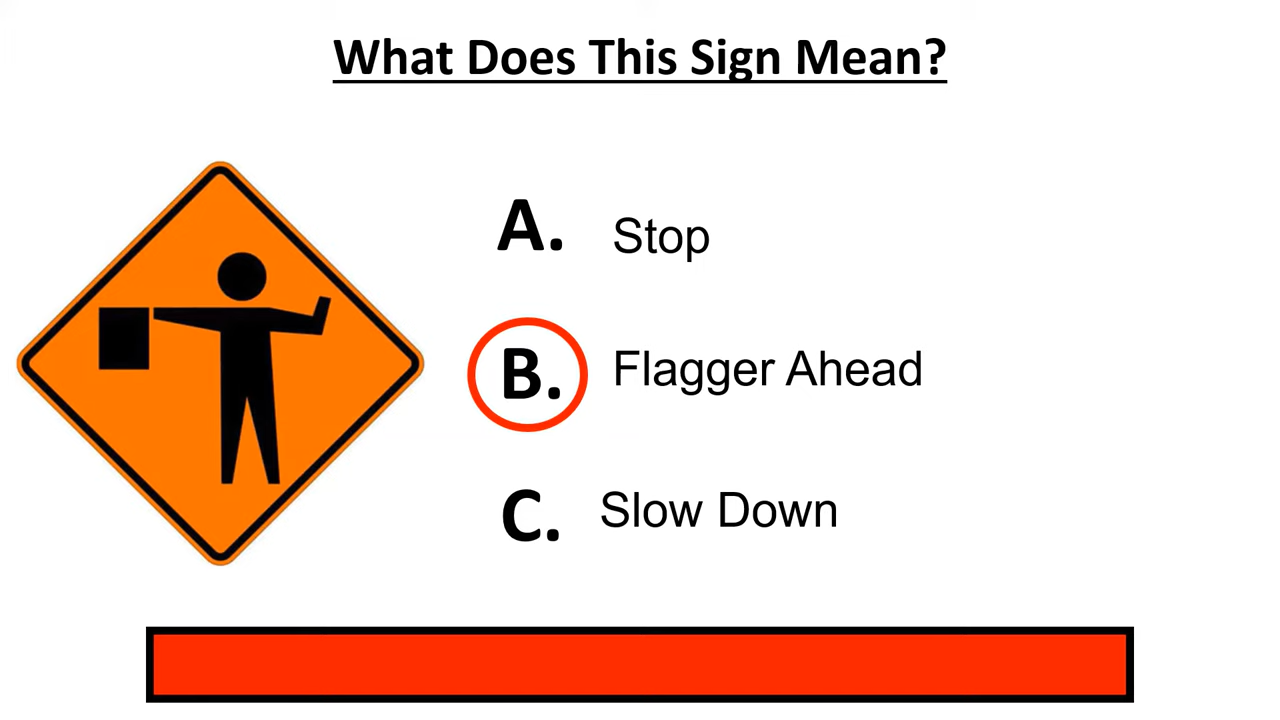 What Does This Sign Mean?
A. Stop
B. Flagger Ahead
C. Slow Down